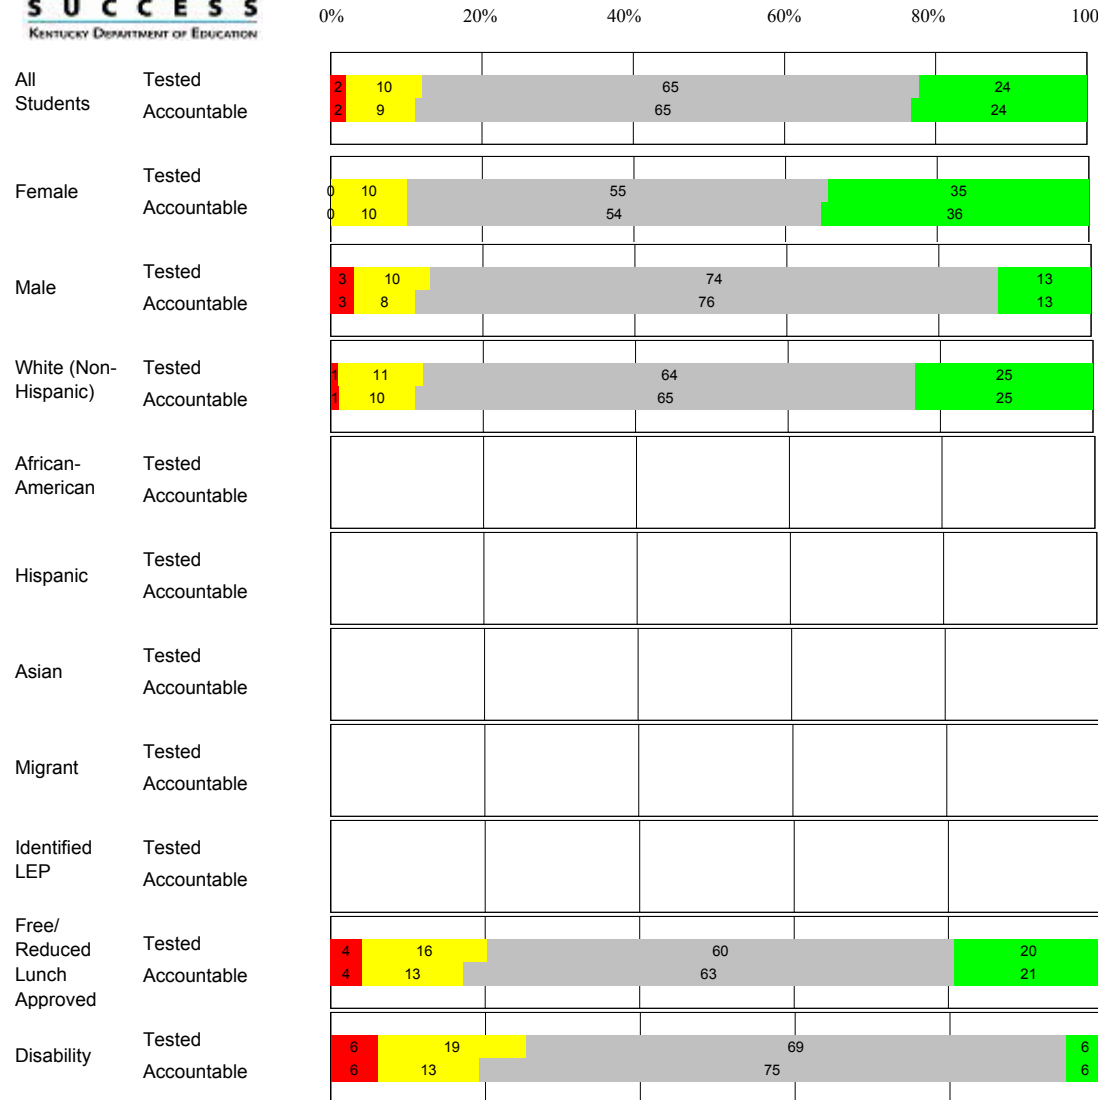 S U C C E S S
KENTUCKY DEPARTMENT OF EDUCATION
0% 20% 40% 60% 80% 100
All Students
Tested 2 10 65 24
Accountable 2 9 65 24
Female
Tested 0 10 55 35
Accountable 0 10 54 36
Male
Tested 3 10 74 13
Accountable 3 8 76 13
White (Non-
Hispanic)
Tested 1 11 64 25
Accountable 1 10 65 25
African-
American
Tested
Accountable
Hispanic
Tested
Accountable
Asian
Tested
Accountable
Migrant
Tested
Accountable
Identified
LEP
Tested
Accountable
Free/
Reduced
Lunch
Approved
Tested 4 16 60 20
Accountable 4 13 63 21
Disability
Tested 6 19 69 6
Accountable 6 13 75 6